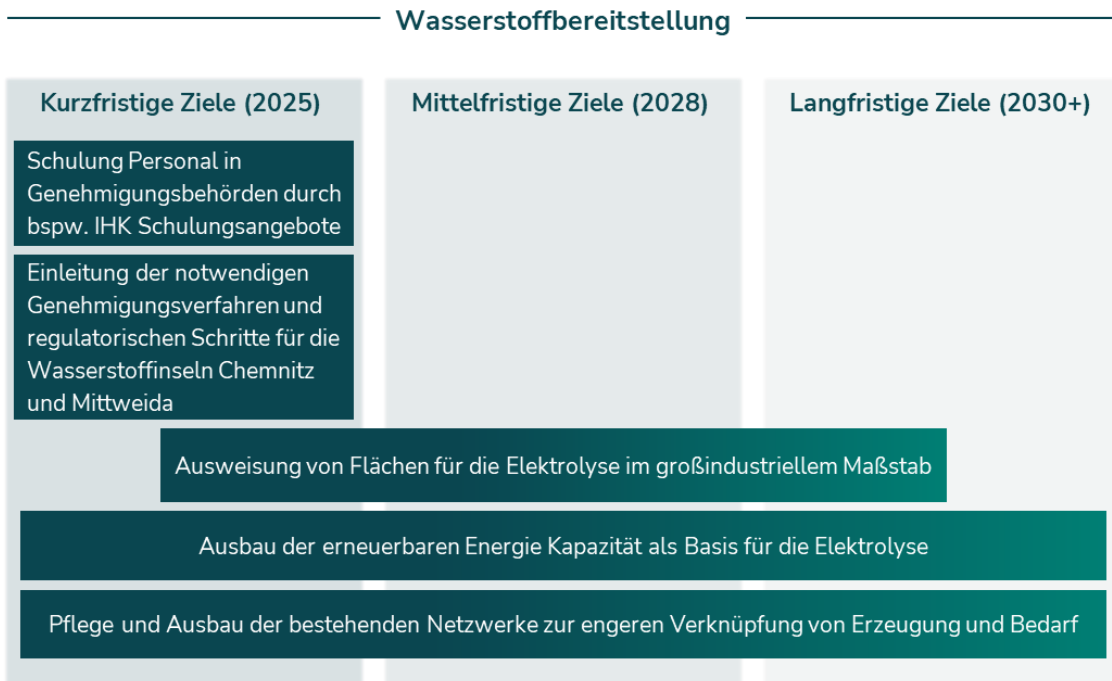 Wasserstoffbereitstellung
Kurzfristige Ziele (2025)
Mittelfristige Ziele (2028)
Langfristige Ziele (2030+)
Schulung Personal in
Genehmigungsbehörden durch
bspw. IHK Schulungsangebote
Einleitung der notwendigen
Genehmigungsverfahren und
regulatorischen Schritte für die
Wasserstoffinseln Chemnitz
und Mittweida
Ausweisung von Flächen für die Elektrolyse im großindustriellem Maßstab
Ausbau der erneuerbaren Energie Kapazität als Basis für die Elektrolyse
Pflege und Ausbau der bestehenden Netzwerke zur engeren Verknüpfung von Erzeugung und Bedarf